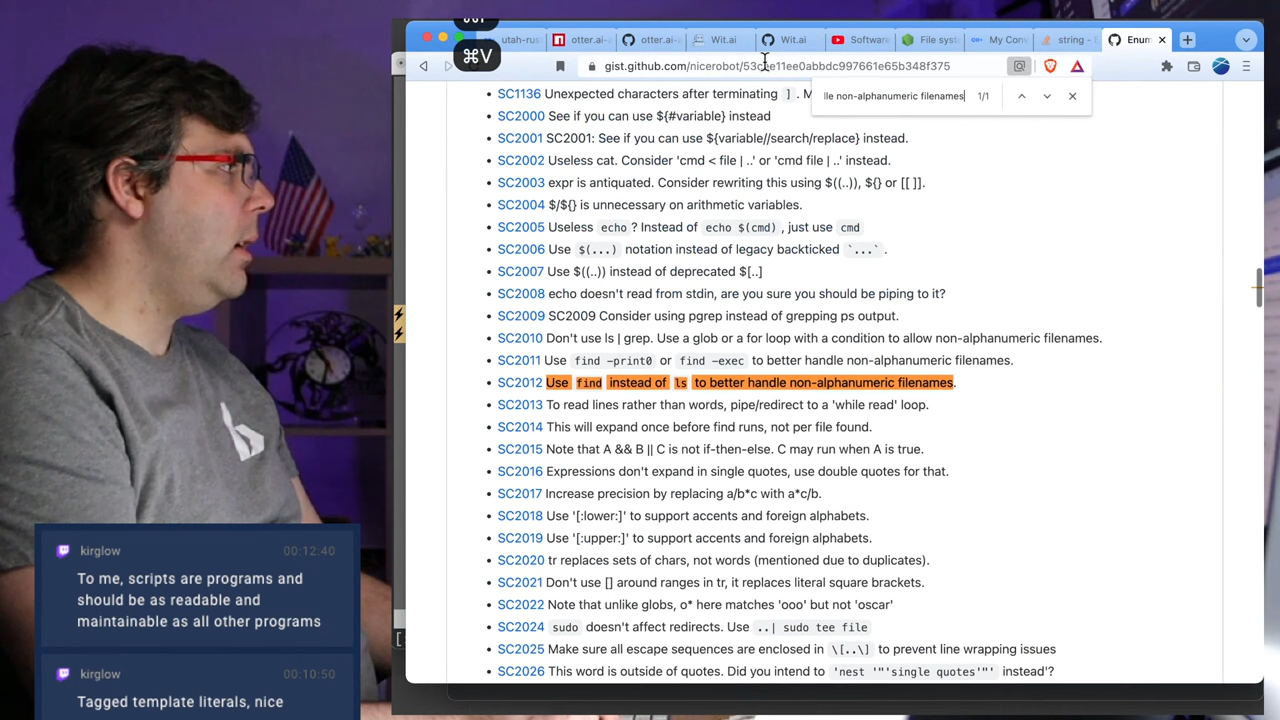 ⌘V
utah-rus
otter.ai-a
otter.ai-a
Wit.ai
Wit.ai
Software
File syst
My Conv
string - E
Enum
gist.github.com/nicerobot/53cee11ee0abbdc997661e65b348f375
lle non-alphanumeric filenames
1/1
SC1136 Unexpected characters after terminating ] . M
SC2000 See if you can use ${#variable} instead
SC2001 SC2001: See if you can use ${variable//search/replace} instead.
SC2002 Useless cat. Consider 'cmd < file | ..' or 'cmd file | ..' instead.
SC2003 expr is antiquated. Consider rewriting this using $((..)), ${} or [[ ]].
SC2004 $/${} is unnecessary on arithmetic variables.
SC2005 Useless echo ? Instead of echo $(cmd) , just use cmd
SC2006 Use $(...) notation instead of legacy backticked `...` .
SC2007 Use $((..)) instead of deprecated $[..]
SC2008 echo doesn't read from stdin, are you sure you should be piping to it?
SC2009 SC2009 Consider using pgrep instead of grepping ps output.
SC2010 Don't use ls | grep. Use a glob or a for loop with a condition to allow non-alphanumeric filenames.
SC2011 Use find -print0 or find -exec to better handle non-alphanumeric filenames.
SC2012 Use find instead of ls to better handle non-alphanumeric filenames.
SC2013 To read lines rather than words, pipe/redirect to a 'while read' loop.
SC2014 This will expand once before find runs, not per file found.
SC2015 Note that A && B || C is not if-then-else. C may run when A is true.
SC2016 Expressions don't expand in single quotes, use double quotes for that.
SC2017 Increase precision by replacing a/b*c with a*c/b.
SC2018 Use '[:lower:]' to support accents and foreign alphabets.
SC2019 Use '[:upper:]' to support accents and foreign alphabets.
SC2020 tr replaces sets of chars, not words (mentioned due to duplicates).
SC2021 Don't use [] around ranges in tr, it replaces literal square brackets.
SC2022 Note that unlike globs, o* here matches 'ooo' but not 'oscar'
SC2024 sudo doesn't affect redirects. Use ..| sudo tee file
SC2025 Make sure all escape sequences are enclosed in \[..\] to prevent line wrapping issues
SC2026 This word is outside of quotes. Did you intend to 'nest '"'single quotes'"' instead'?
kirglow 00:12:40
To me, scripts are programs and
should be as readable and
maintainable as all other programs
kirglow 00:10:50
Tagged template literals, nice